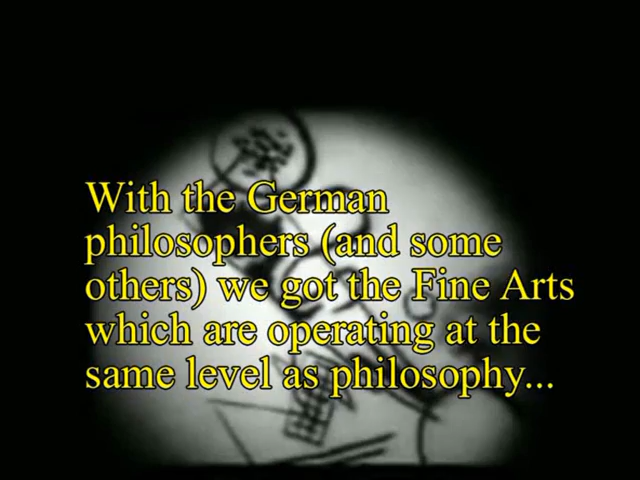 With the German
philosophers (and some
others) we got the Fine Arts
which are operating at the
same level as philosophy...